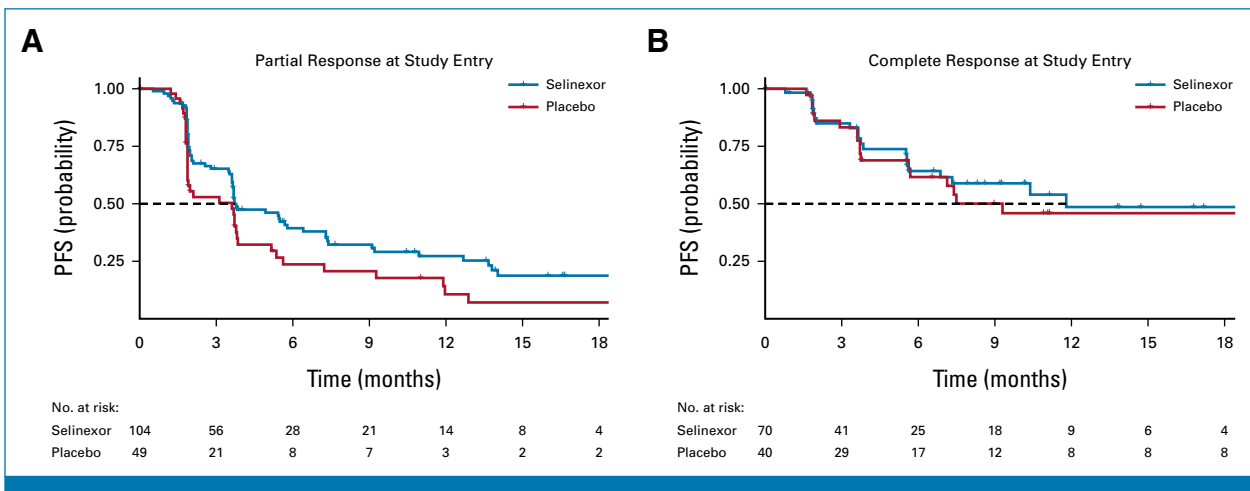 A
Partial Response at Study Entry
Selinexor
Placebo
1.00
0.75
0.50
0.25
PFS (probability)
0 3 6 9 12 15 18
Time (months)
No. at risk:
Selinexor 104 56 28 21 14 8 4
Placebo 49 21 8 7 3 2 2
B
Complete Response at Study Entry
Selinexor
Placebo
1.00
0.75
0.50
0.25
PFS (probability)
0 3 6 9 12 15 18
Time (months)
No. at risk:
Selinexor 70 41 25 18 9 6 4
Placebo 40 29 17 12 8 8 8